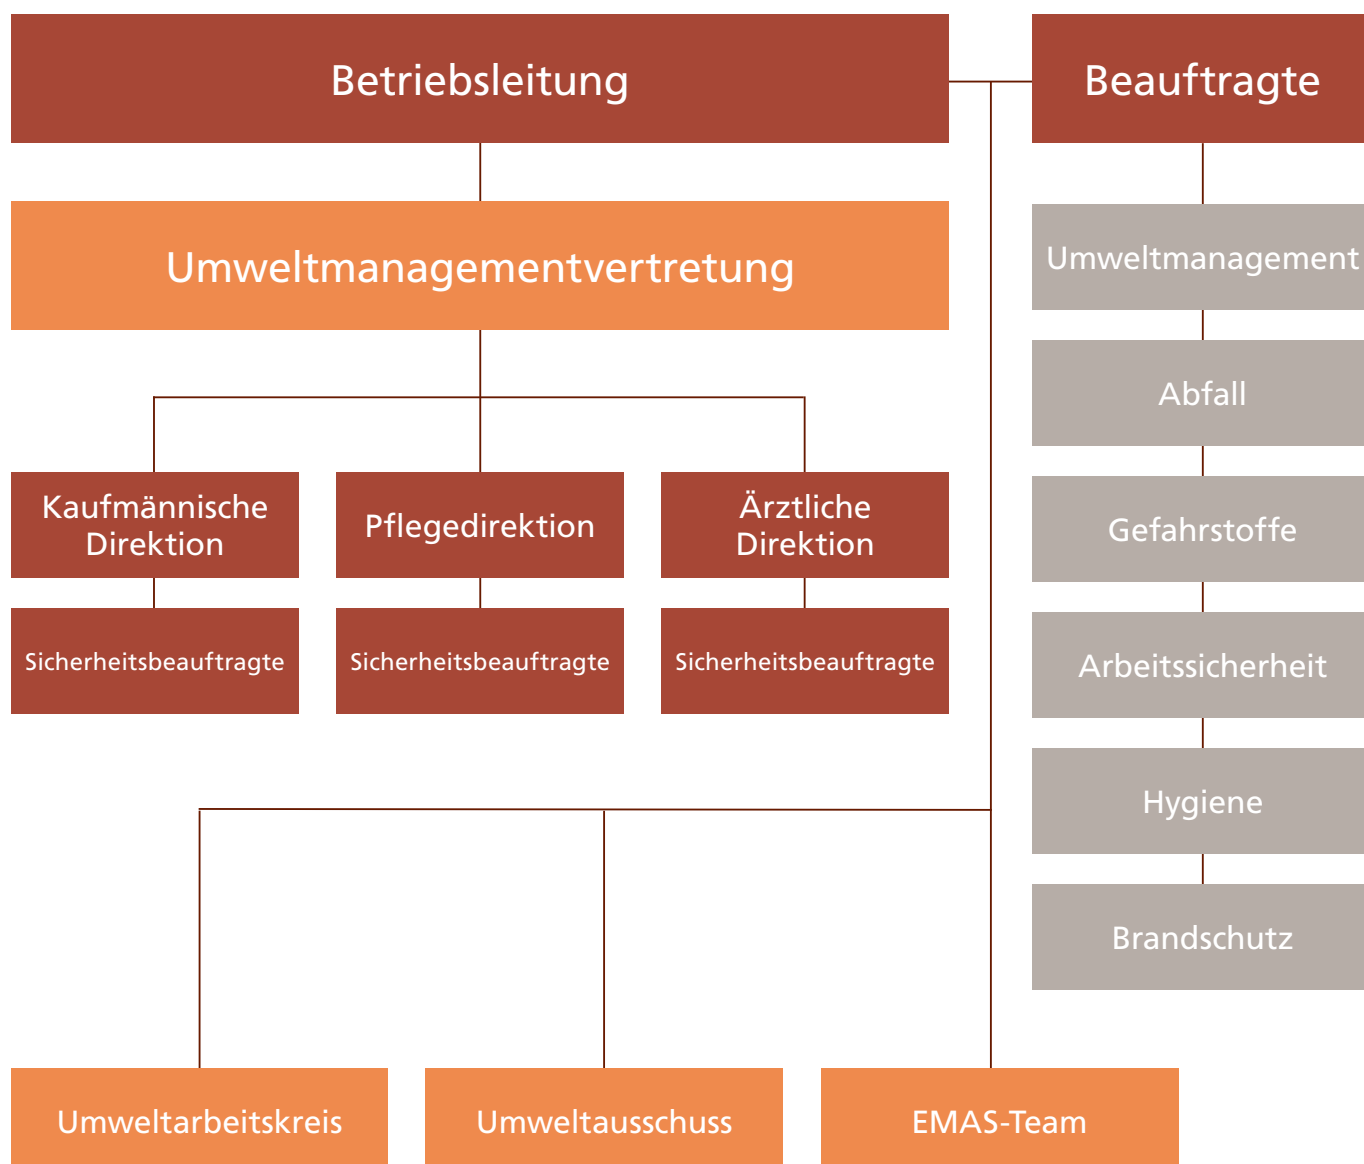 Betriebsleitung
Beauftragte
Umweltmanagementvertretung
Umweltmanagement
Abfall
Kaufmännische
Direktion
Pflegedirektion
Ärztliche
Direktion
Gefahrstoffe
Sicherheitsbeauftragte
Sicherheitsbeauftragte
Sicherheitsbeauftragte
Arbeitssicherheit
Hygiene
Brandschutz
Umweltarbeitskreis
Umweltausschuss
EMAS-Team